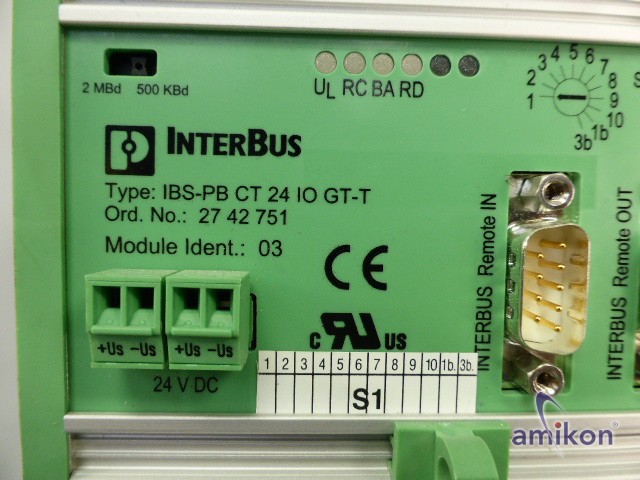 2 MBd 500 KBd
UL RC BA RD
1 2 3 4 5 6 7 8 9 10 1b 3b
S
INTERBUS
Type: IBS-PB CT 24 IO GT-T
Ord. No.: 27 42 751
Module Ident.: 03
CE
C RU US
INTERBUS Remote IN
INTERBUS Remote OUT
+Us -Us +Us -Us
24 V DC
1 2 3 4 5 6 7 8 9 10 1b. 3b.
S1
amikon